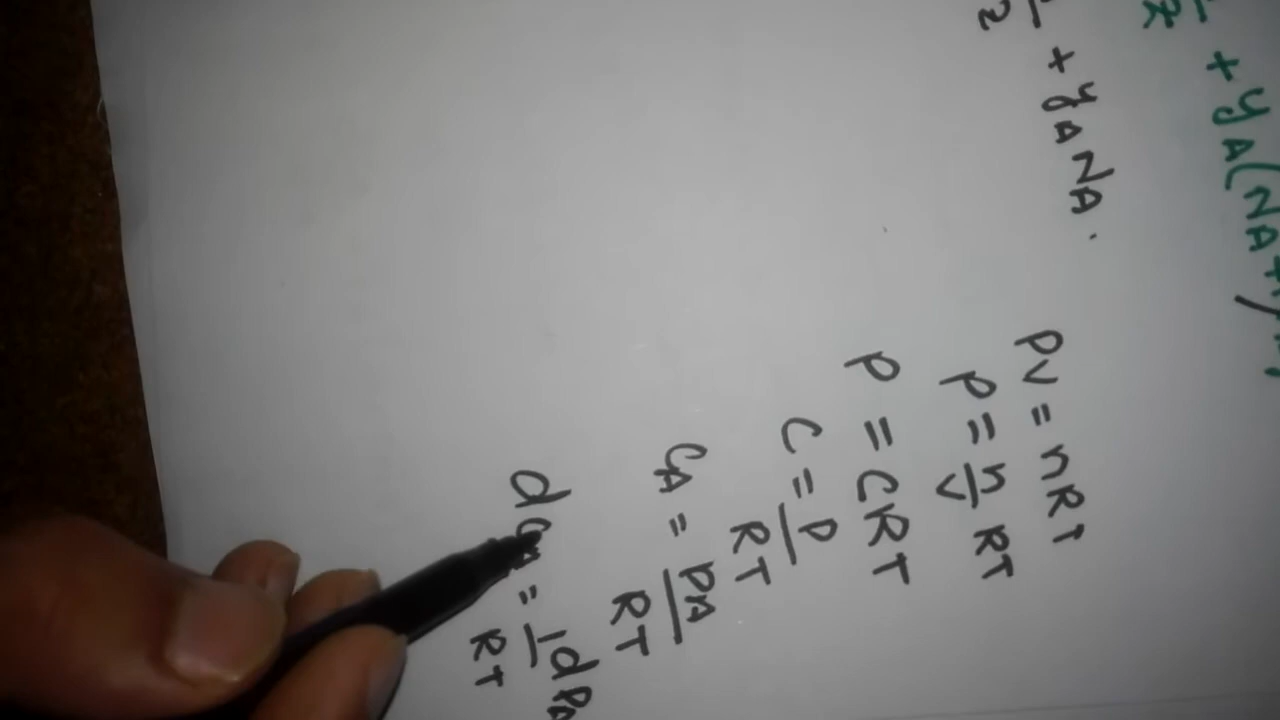 z + yA(NA+
z + yANA.
PV = nRT
P = n/V RT
P = CRT
C = P/RT
CA = PA/RT
dCA = 1/RT dPA